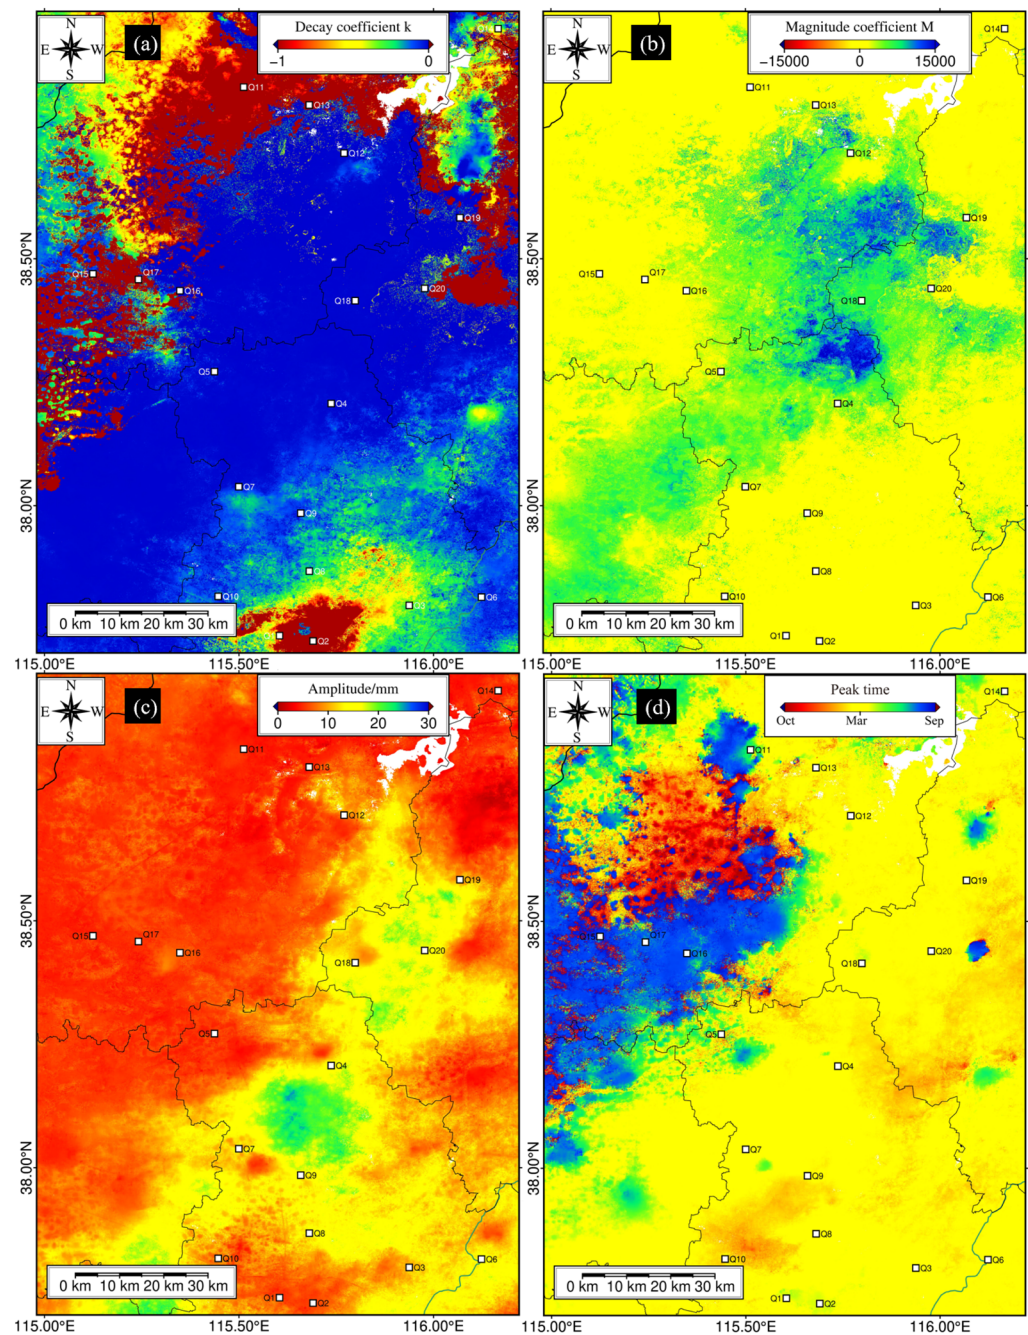 N
E W
S
(a)
Decay coefficient k
−1 0
Q11
Q13
Q12
Q19
Q15
Q17
Q16
Q18
Q20
Q5
Q4
Q7
Q9
Q10
Q6
Q2
0 km 10 km 20 km 30 km
38.50°N
38.00°N
115.00°E 115.50°E 116.00°E
N
E W
S
(b)
Magnitude coefficient M
−15000 0 15000
Q14
Q11
Q13
Q12
Q19
Q15
Q17
Q16
Q18
Q20
Q5
Q4
Q7
Q9
Q8
Q10
Q3
Q6
Q1
Q2
0 km 10 km 20 km 30 km
38.50°N
38.00°N
115.00°E 115.50°E 116.00°E
N
E W
S
(c)
Amplitude/mm
0 10 20 30
Q14
Q11
Q13
Q12
Q19
Q15
Q17
Q16
Q18
Q20
Q5
Q4
Q7
Q9
Q8
Q10
Q3
Q6
Q1
Q2
0 km 10 km 20 km 30 km
38.50°N
38.00°N
115.00°E 115.50°E 116.00°E
N
E W
S
(d)
Peak time
Oct Mar Sep
Q14
Q11
Q13
Q12
Q19
Q15
Q17
Q16
Q18
Q20
Q5
Q4
Q7
Q9
Q8
Q10
Q3
Q6
Q1
Q2
0 km 10 km 20 km 30 km
38.50°N
38.00°N
115.00°E 115.50°E 116.00°E